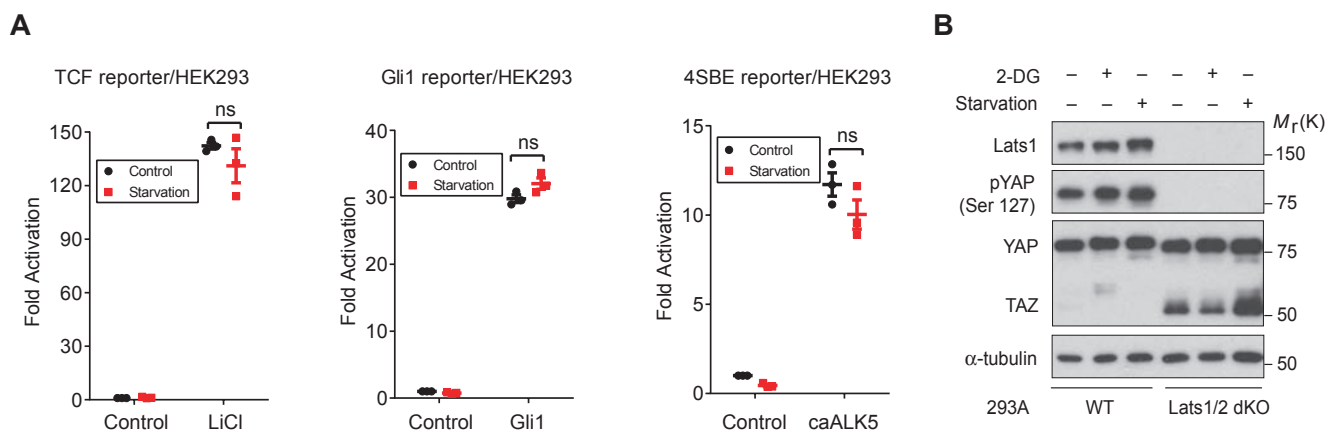 A
TCF reporter/HEK293
Fold Activation
150
120
90
60
30
0
ns
Control
Starvation
Control
LiCl
Gli1 reporter/HEK293
Fold Activation
40
30
20
10
0
ns
Control
Starvation
Control
Gli1
4SBE reporter/HEK293
Fold Activation
15
10
5
0
ns
Control
Starvation
Control
caALK5
B
2-DG – + – – + –
Starvation – – + – – +
Mr(K)
Lats1
150
pYAP
(Ser 127)
75
YAP
75
TAZ
50
α-tubulin
50
293A WT Lats1/2 dKO